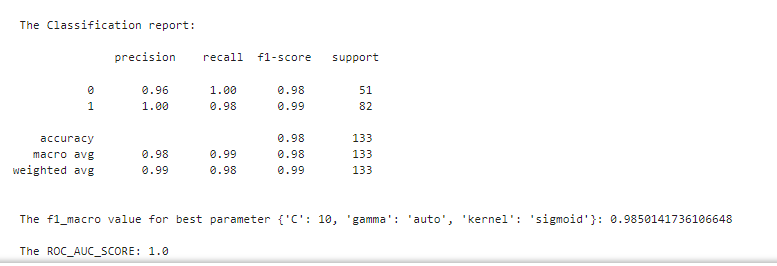 The Classification report:
precision recall f1-score support
0 0.96 1.00 0.98 51
1 1.00 0.98 0.99 82
accuracy 0.98 133
macro avg 0.98 0.99 0.98 133
weighted avg 0.99 0.98 0.99 133
The f1_macro value for best parameter {'C': 10, 'gamma': 'auto', 'kernel': 'sigmoid'}: 0.9850141736106648
The ROC_AUC_SCORE: 1.0